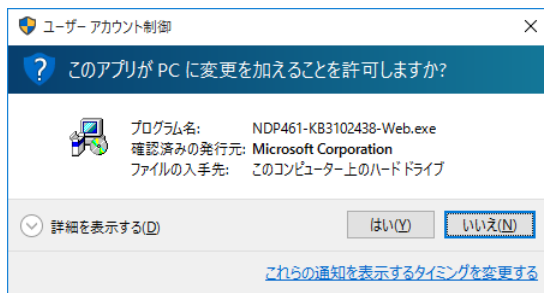 ユーザー アカウント制御
このアプリが PC に変更を加えることを許可しますか?
プログラム名: NDP461-KB3102438-Web.exe
確認済みの発行元: Microsoft Corporation
ファイルの入手先: このコンピューター上のハード ドライブ
詳細を表示する(D) はい(Y) いいえ(N)
これらの通知を表示するタイミングを変更する